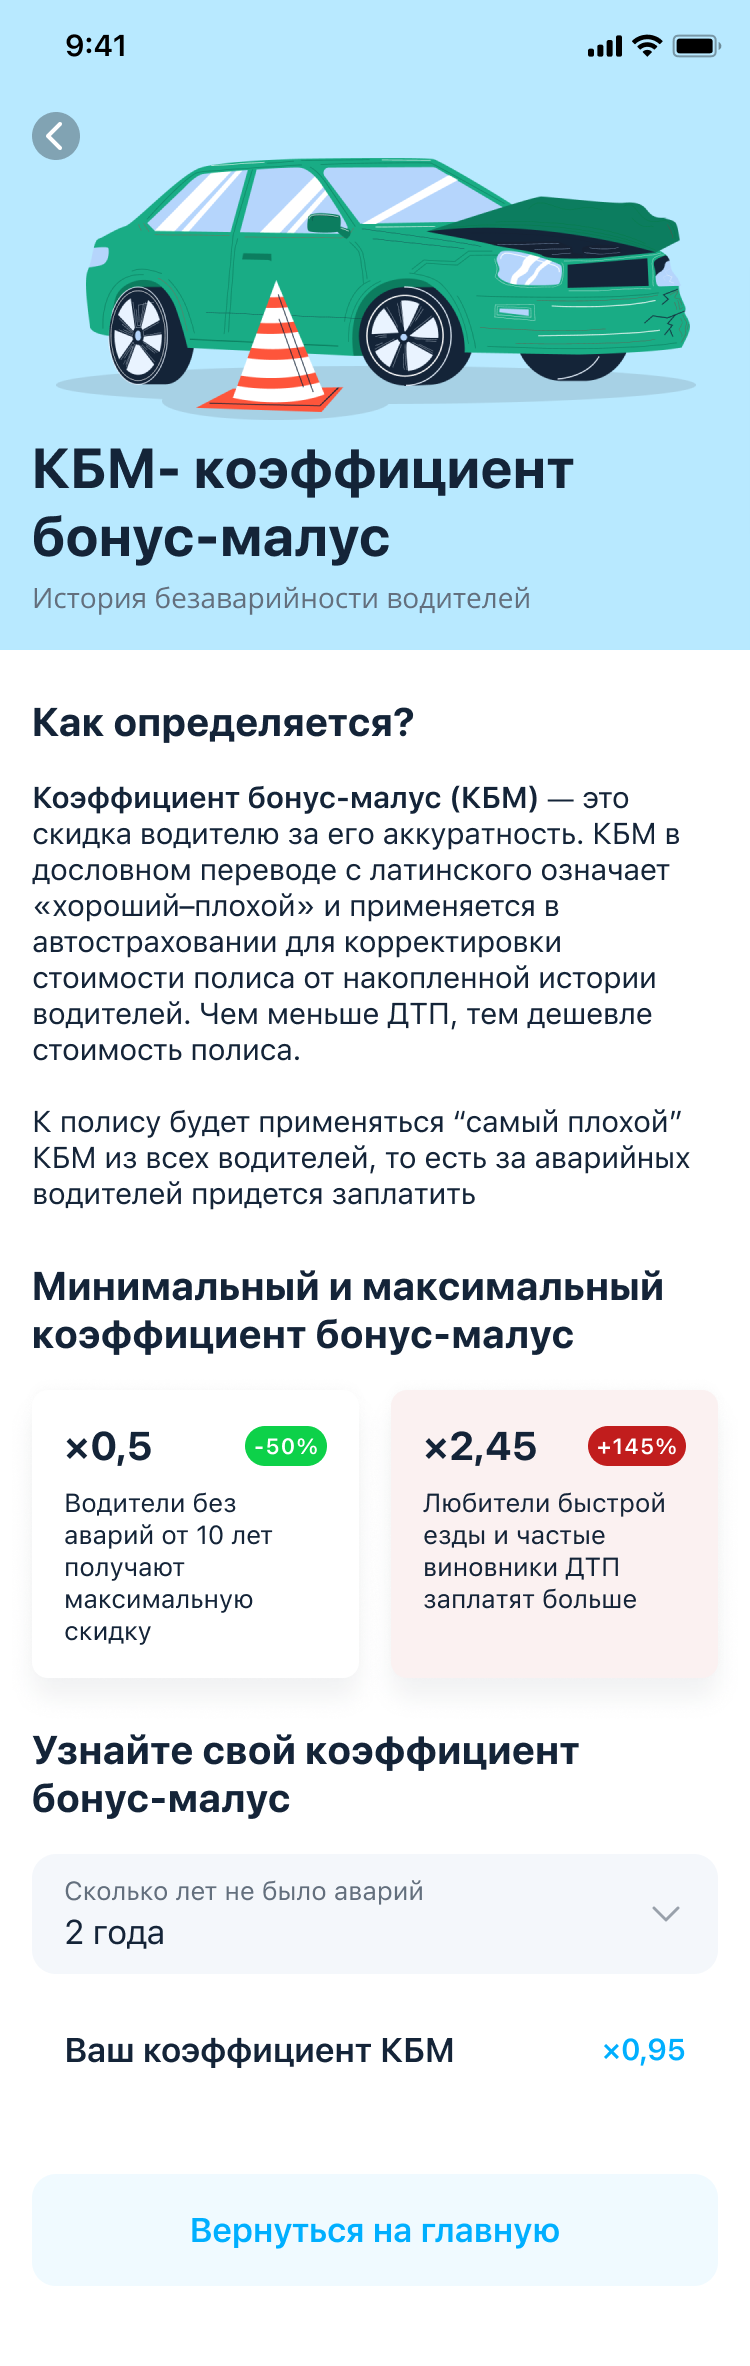 9:41
КБМ- коэффициент
бонус-малус
История безаварийности водителей
Как определяется?
Коэффициент бонус-малус (КБМ) — это
скидка водителю за его аккуратность. КБМ в
дословном переводе с латинского означает
«хороший–плохой» и применяется в
автостраховании для корректировки
стоимости полиса от накопленной истории
водителей. Чем меньше ДТП, тем дешевле
стоимость полиса.
К полису будет применяться “самый плохой”
КБМ из всех водителей, то есть за аварийных
водителей придется заплатить
Минимальный и максимальный
коэффициент бонус-малус
×0,5
-50%
Водители без
аварий от 10 лет
получают
максимальную
скидку
×2,45
+145%
Любители быстрой
езды и частые
виновники ДТП
заплатят больше
Узнайте свой коэффициент
бонус-малус
Сколько лет не было аварий
2 года
Ваш коэффициент КБМ
×0,95
Вернуться на главную